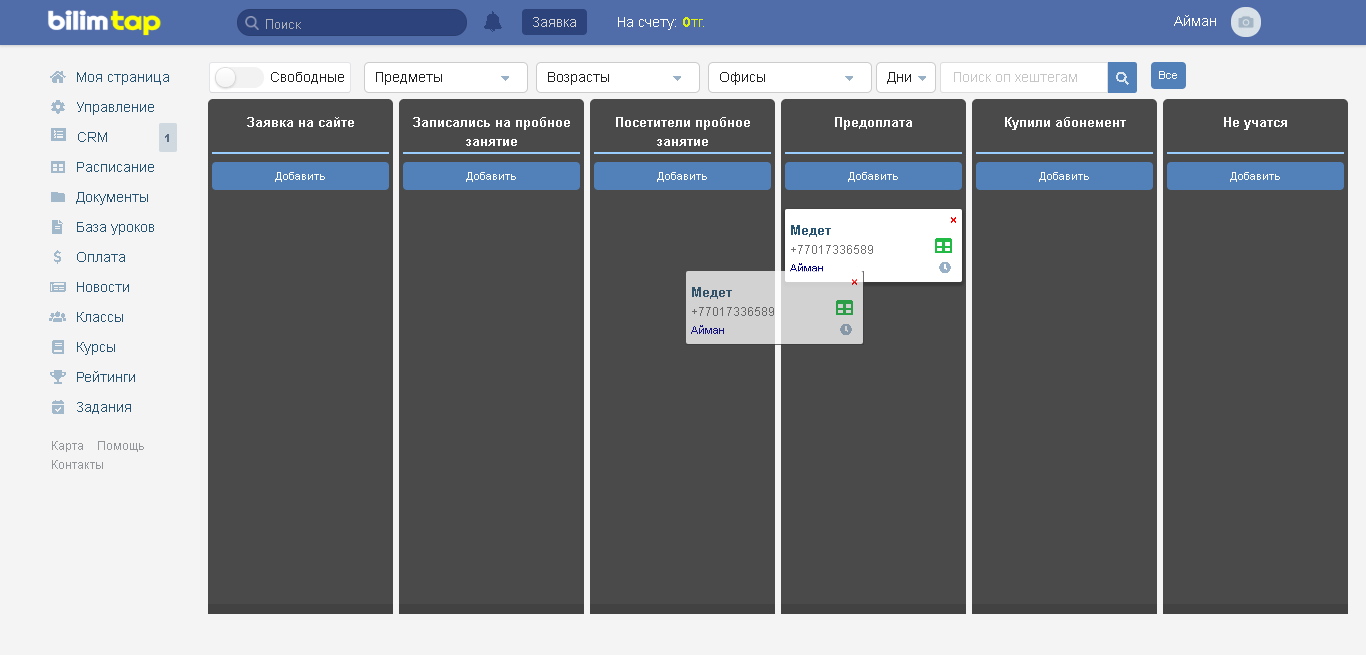 bilimtap
Поиск
Заявка
На счету: 0тг.
Айман
Моя страница
Управление
CRM
1
Расписание
Документы
База уроков
Оплата
Новости
Классы
Курсы
Рейтинги
Задания
Карта Помощь
Контакты
Свободные
Предметы
Возрасты
Офисы
Дни
Поиск оп хештегам
Все
Заявка на сайте
Добавить
Записались на пробное
занятие
Добавить
Посетители пробное
занятие
Добавить
Предоплата
Добавить
Медет
+77017336589
Айман
Медет
+77017336589
Айман
Купили абонемент
Добавить
Не учатся
Добавить